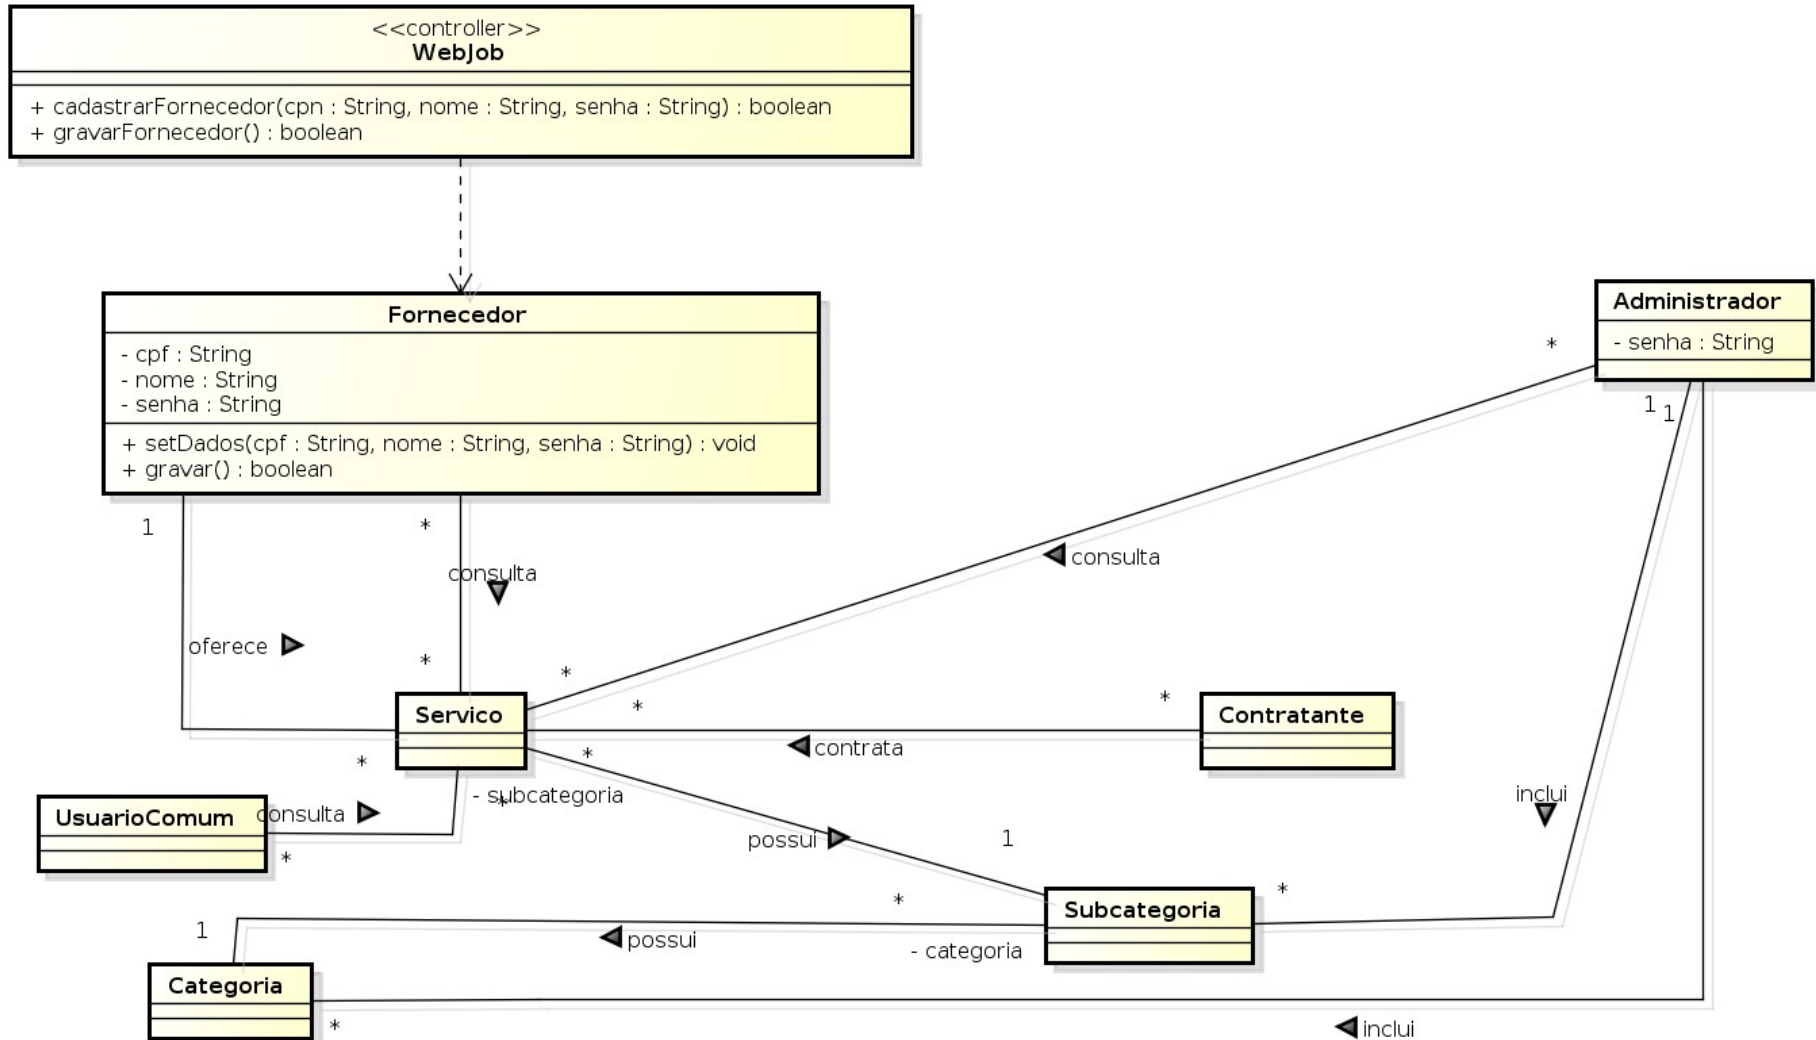 <<controller>>
WebJob
+ cadastrarFornecedor(cpn : String, nome : String, senha : String) : boolean
+ gravarFornecedor() : boolean
Fornecedor
- cpf : String
- nome : String
- senha : String
+ setDados(cpf : String, nome : String, senha : String) : void
+ gravar() : boolean
Administrador
- senha : String
*
1
1
1
*
consulta
consulta
oferece
*
*
*
*
Servico
Contratante
contrata
*
*
- subcategoria
*
UsuarioComum
consulta
*
inclui
possui
1
*
*
Subcategoria
1
possui
- categoria
Categoria
*
inclui